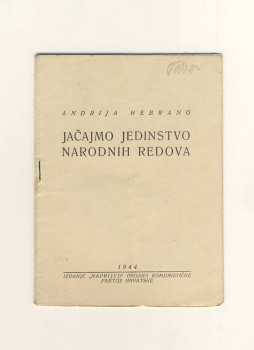 ANDRIJA HEBRANG
JAČAJMO JEDINSTVO
NARODNIH REDOVA
1944
IZDANJE „NAPRIJED“ ORGANA KOMUNISTIČKE
PARTIJE HRVATSKE